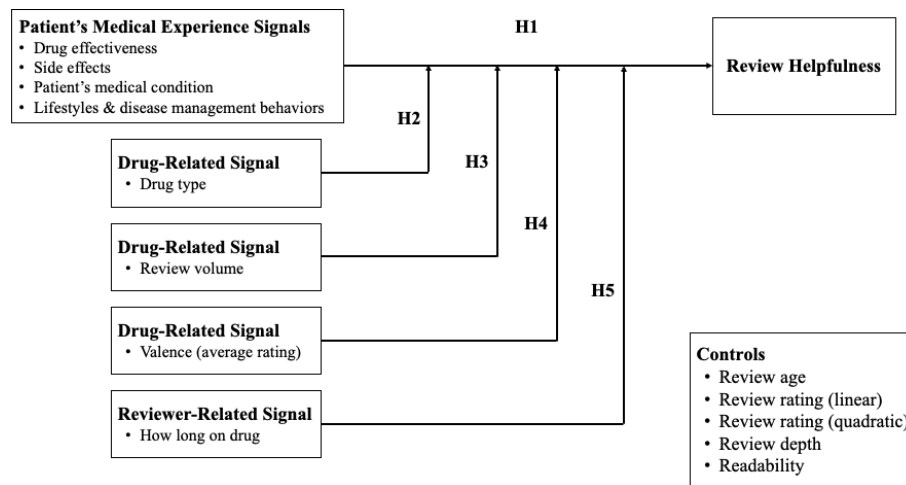 Patient's Medical Experience Signals
• Drug effectiveness
• Side effects
• Patient's medical condition
• Lifestyles & disease management behaviors
H1
Review Helpfulness
H2
Drug-Related Signal
• Drug type
H3
Drug-Related Signal
• Review volume
H4
Drug-Related Signal
• Valence (average rating)
H5
Reviewer-Related Signal
• How long on drug
Controls
• Review age
• Review rating (linear)
• Review rating (quadratic)
• Review depth
• Readability